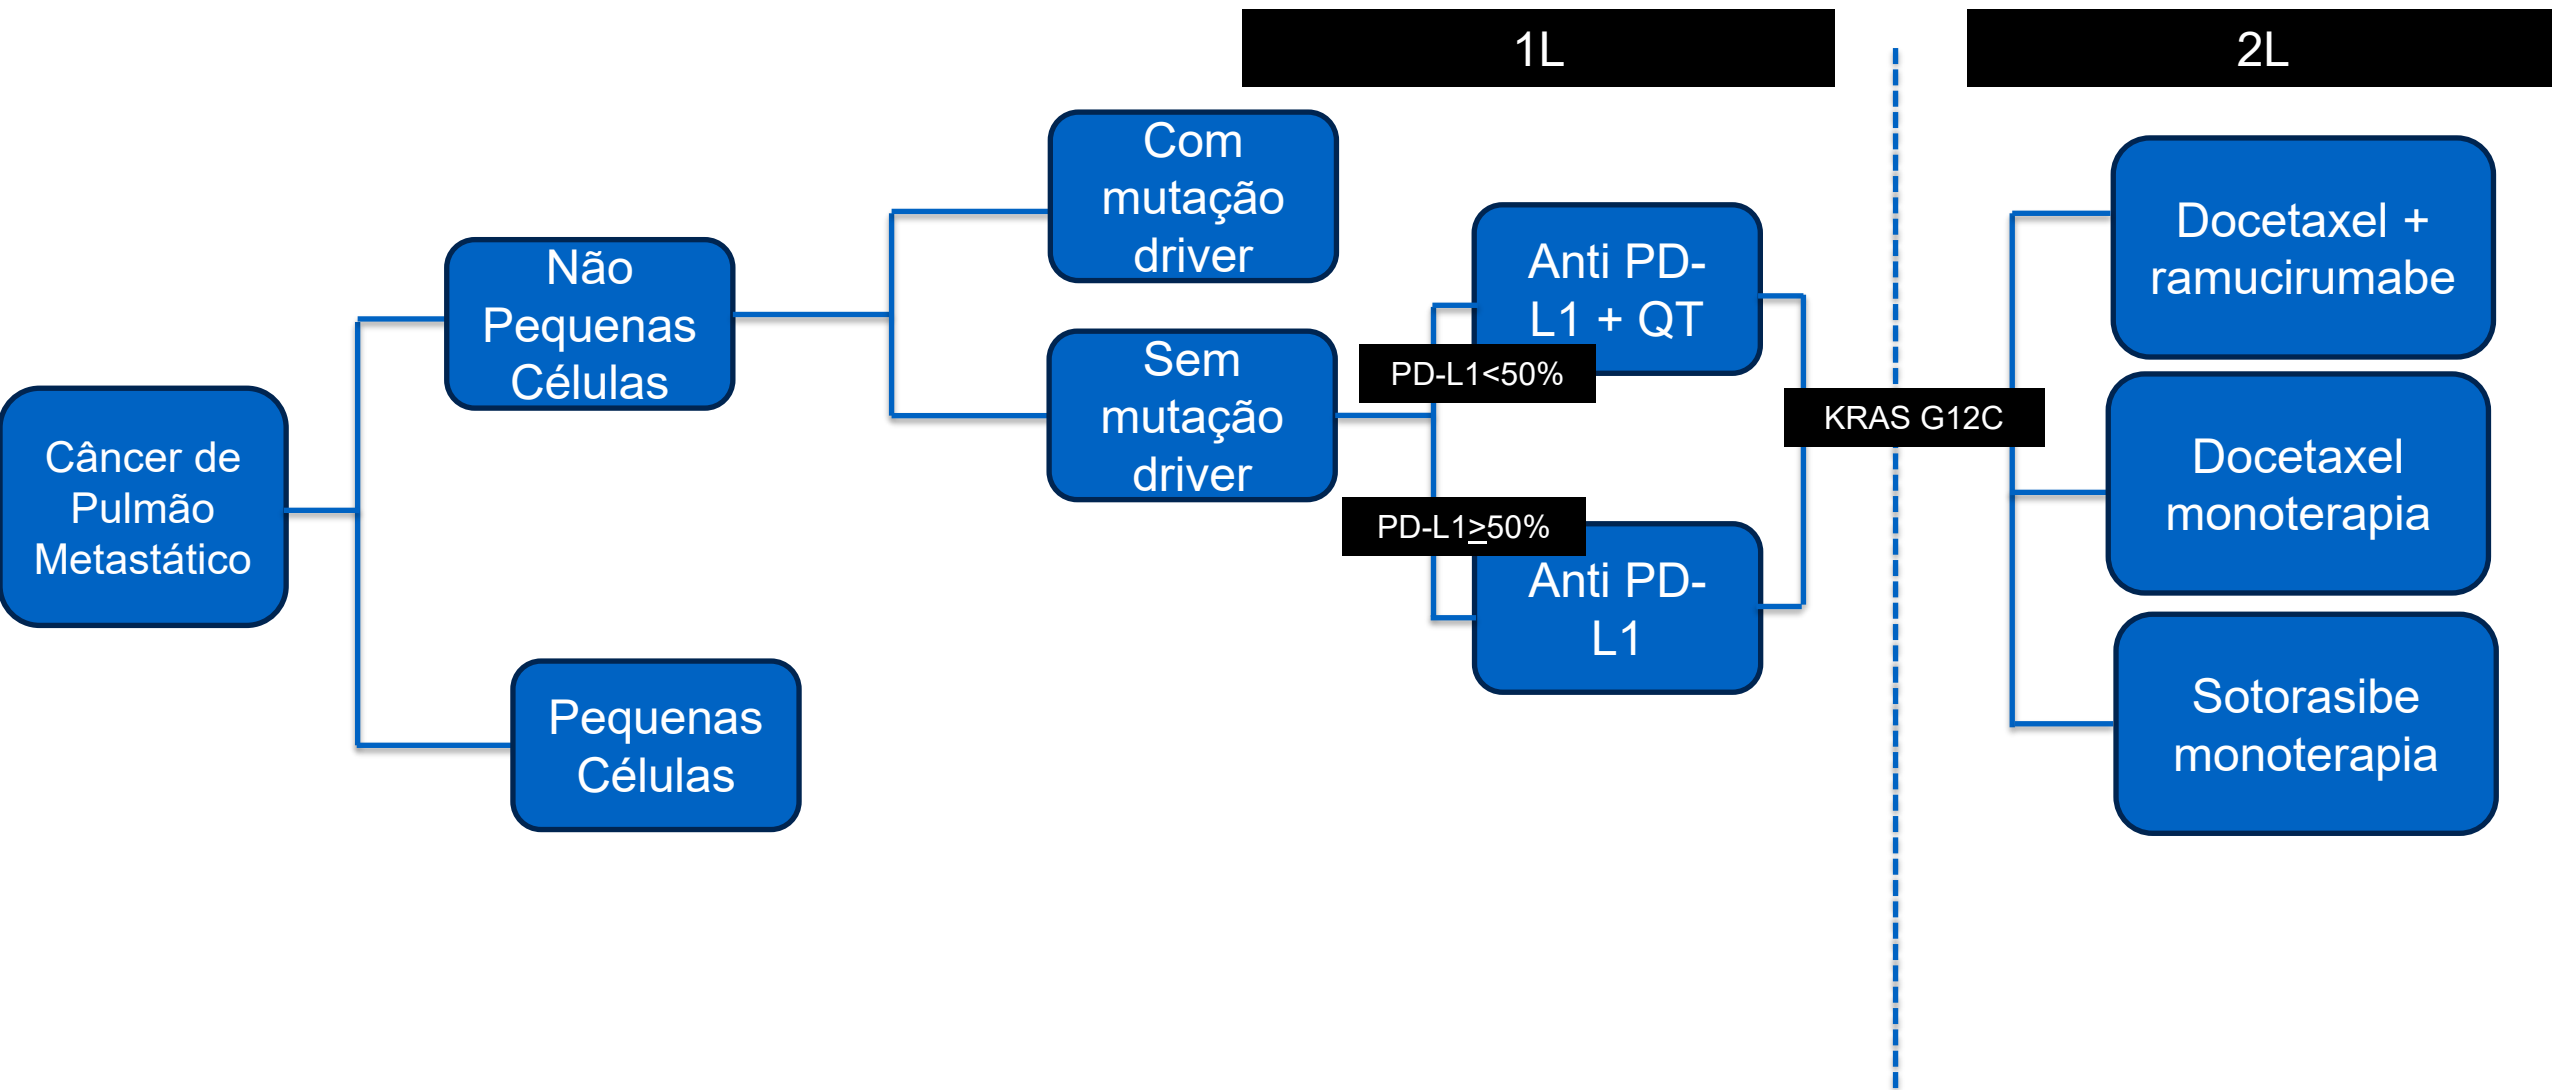 1L
2L
Com
mutação
driver
Não
Pequenas
Células
Sem
mutação
driver
Câncer de
Pulmão
Metastático
Pequenas
Células
Anti PD-
L1 + QT
PD-L1<50%
PD-L1≥50%
Anti PD-
L1
KRAS G12C
Docetaxel +
ramucirumabe
Docetaxel
monoterapia
Sotorasibe
monoterapia